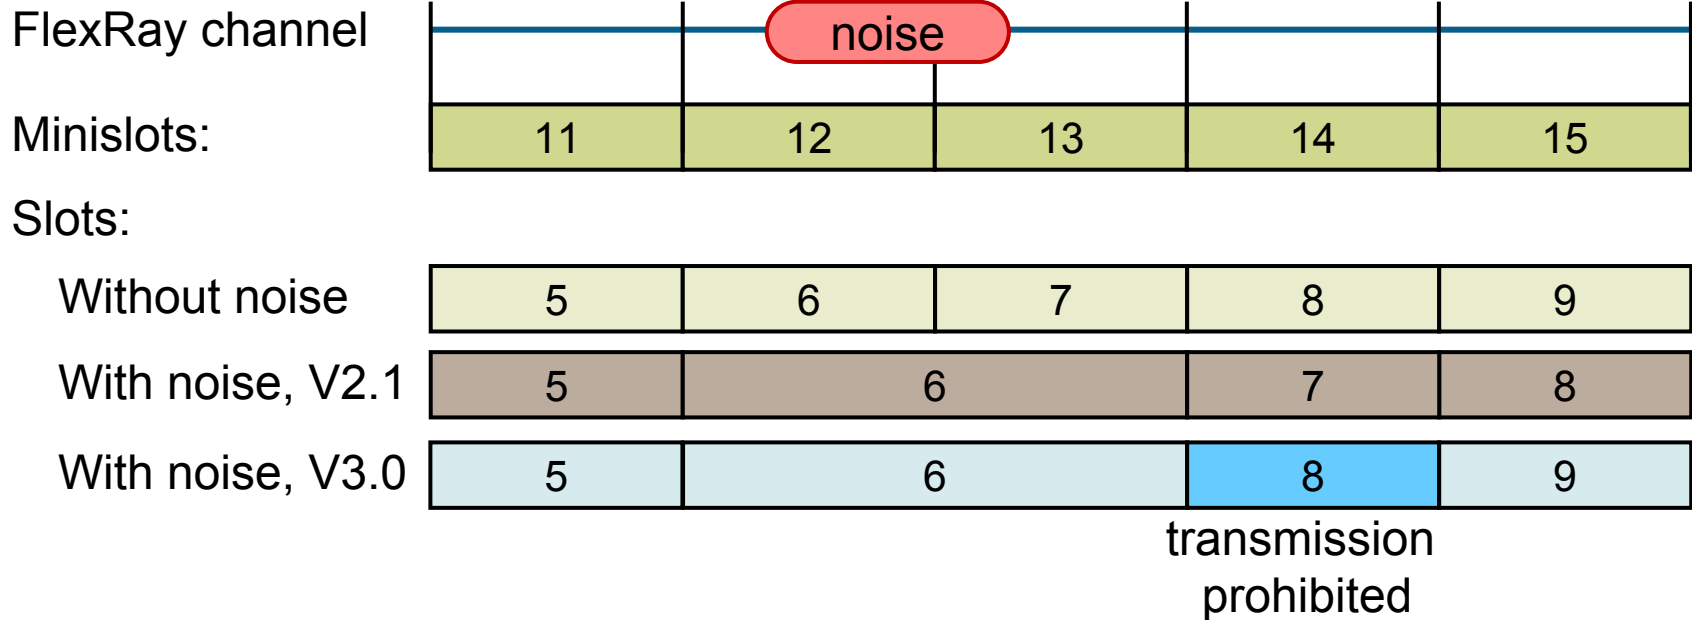 FlexRay channel noise
Minislots: 11 12 13 14 15
Slots:
Without noise 5 6 7 8 9
With noise, V2.1 5 6 7 8
With noise, V3.0 5 6 8 9
transmission
prohibited